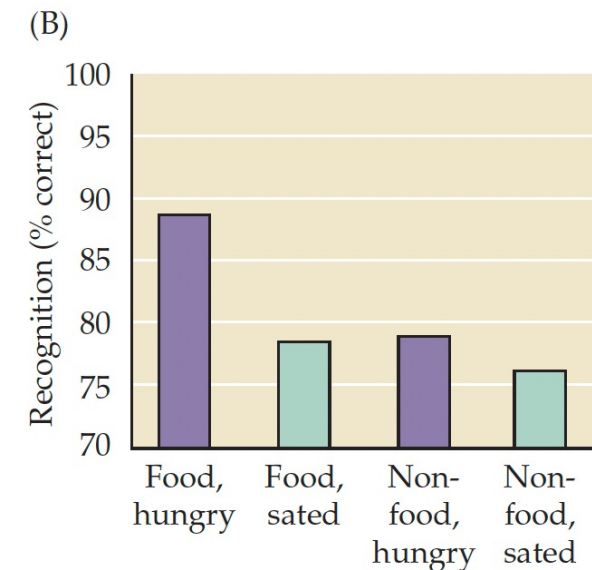 (B)
Recognition (% correct)
100
95
90
85
80
75
70
Food,
hungry
Food,
sated
Non-
food,
hungry
Non-
food,
sated